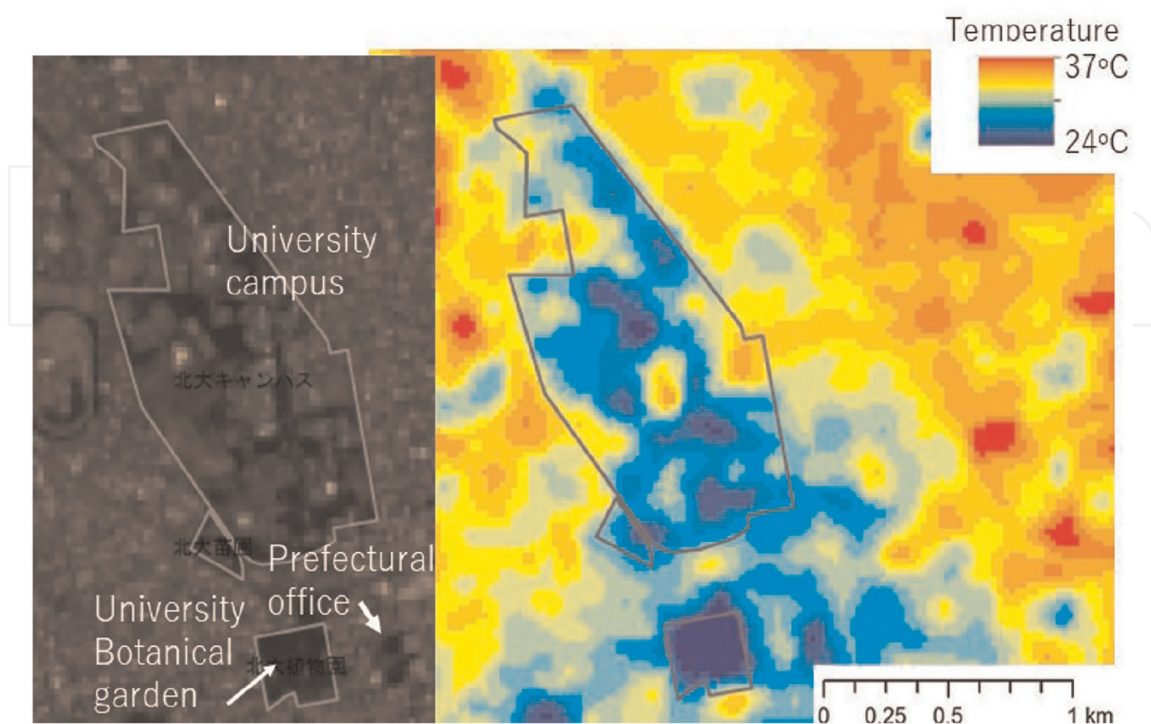 Temperature
37°C
24°C
University
campus
北大キャンパス
北大苗圃
Prefectural
office
University
Botanical
garden
北大植物園
0 0.25 0.5 1 km